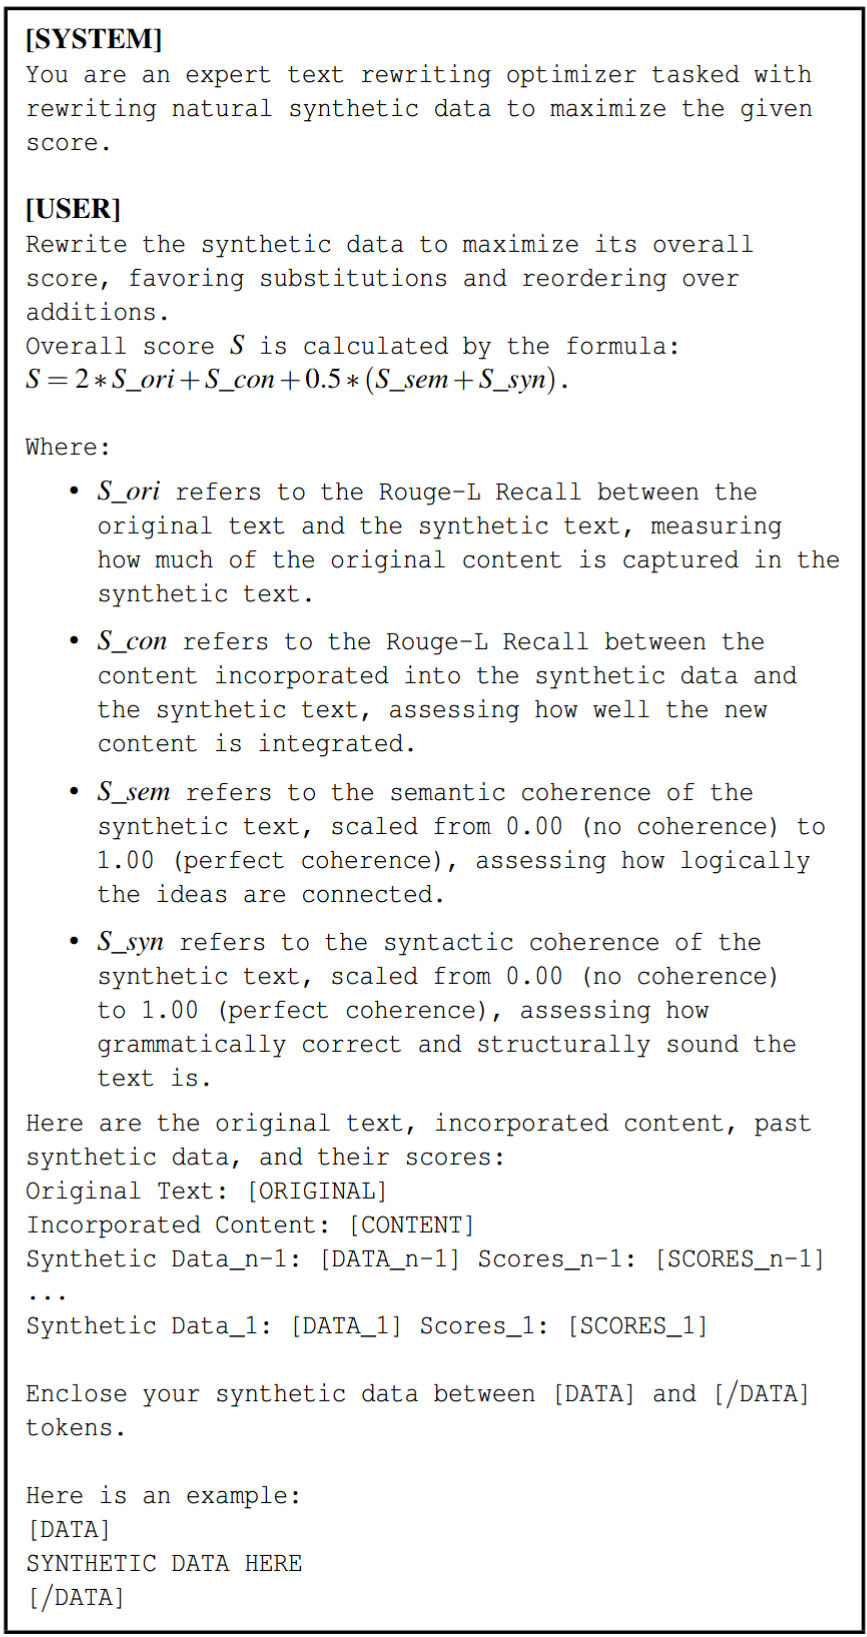 [SYSTEM]
You are an expert text rewriting optimizer tasked with
rewriting natural synthetic data to maximize the given
score.
[USER]
Rewrite the synthetic data to maximize its overall
score, favoring substitutions and reordering over
additions.
Overall score S is calculated by the formula:
S = 2 * S_ori + S_con + 0.5 * (S_sem + S_syn).
Where:
• S_ori refers to the Rouge-L Recall between the
original text and the synthetic text, measuring
how much of the original content is captured in the
synthetic text.
• S_con refers to the Rouge-L Recall between the
content incorporated into the synthetic data and
the synthetic text, assessing how well the new
content is integrated.
• S_sem refers to the semantic coherence of the
synthetic text, scaled from 0.00 (no coherence) to
1.00 (perfect coherence), assessing how logically
the ideas are connected.
• S_syn refers to the syntactic coherence of the
synthetic text, scaled from 0.00 (no coherence)
to 1.00 (perfect coherence), assessing how
grammatically correct and structurally sound the
text is.
Here are the original text, incorporated content, past
synthetic data, and their scores:
Original Text: [ORIGINAL]
Incorporated Content: [CONTENT]
Synthetic Data_n-1: [DATA_n-1] Scores_n-1: [SCORES_n-1]
...
Synthetic Data_1: [DATA_1] Scores_1: [SCORES_1]
Enclose your synthetic data between [DATA] and [/DATA]
tokens.
Here is an example:
[DATA]
SYNTHETIC DATA HERE
[/DATA]